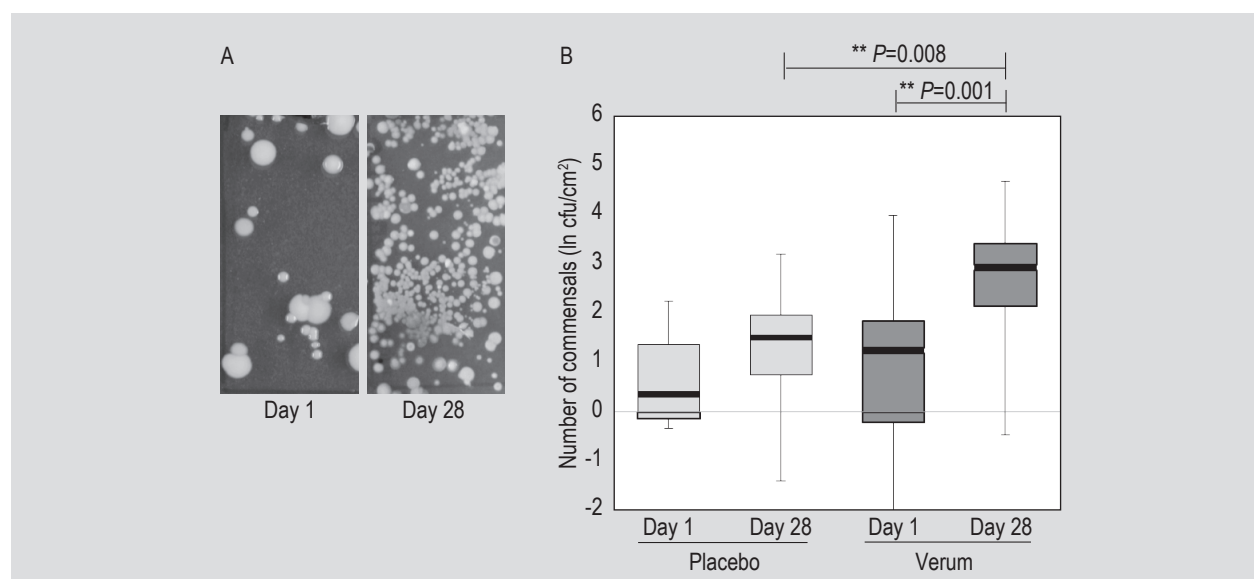 A
Day 1 Day 28
B
** P=0.008
** P=0.001
Number of commensals (ln cfu/cm²)
6
5
4
3
2
1
0
-1
-2
Day 1 Day 28 Day 1 Day 28
Placebo Verum